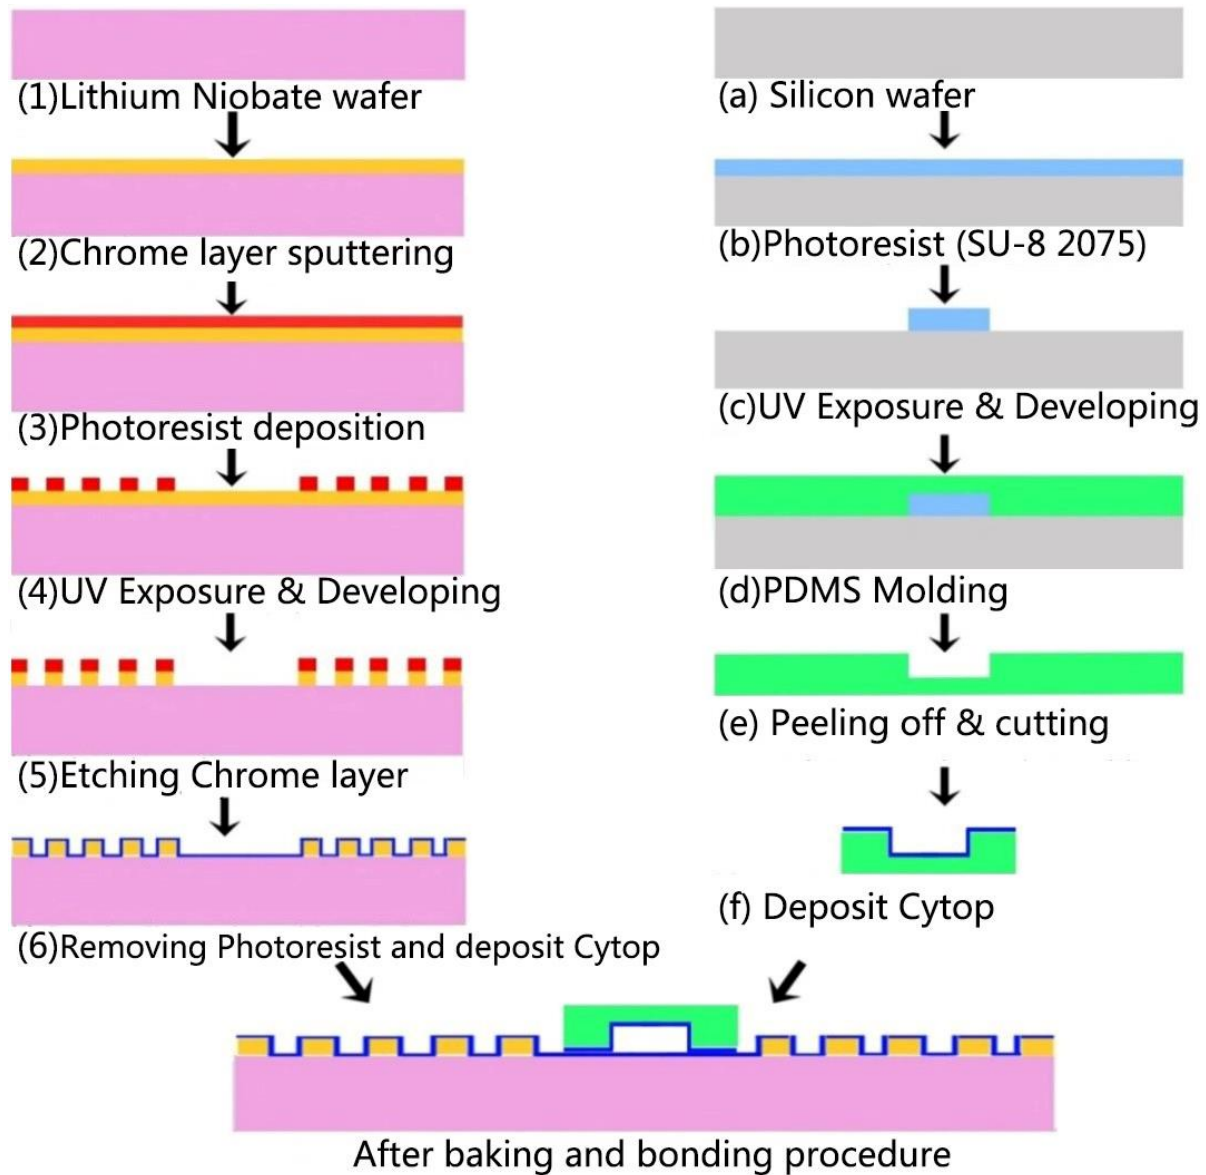 (1)Lithium Niobate wafer
(2)Chrome layer sputtering
(3)Photoresist deposition
(4)UV Exposure & Developing
(5)Etching Chrome layer
(6)Removing Photoresist and deposit Cytop
(a) Silicon wafer
(b)Photoresist (SU-8 2075)
(c)UV Exposure & Developing
(d)PDMS Molding
(e) Peeling off & cutting
(f) Deposit Cytop
After baking and bonding procedure